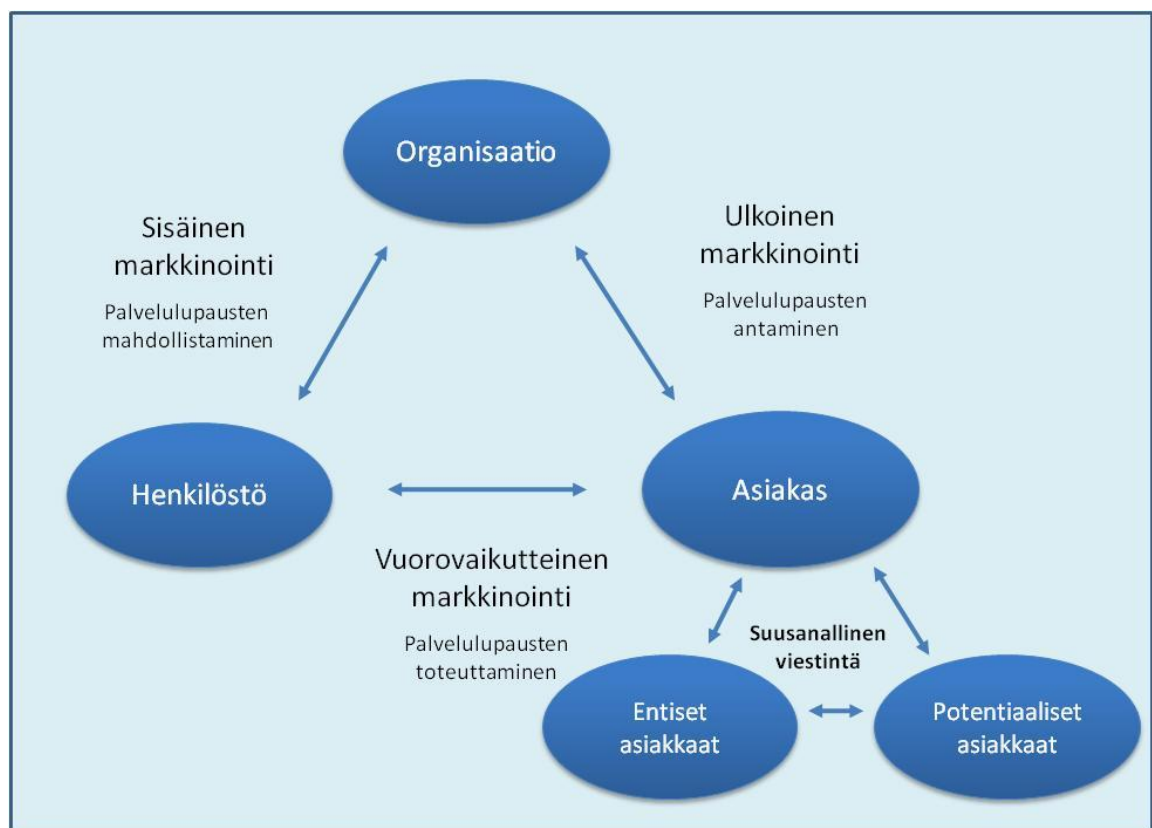 Organisaatio
Sisäinen
markkinointi
Palvelulupausten
mahdollistaminen
Ulkoinen
markkinointi
Palvelulupausten
antaminen
Henkilöstö
Asiakas
Vuorovaikutteinen
markkinointi
Palvelulupausten
toteuttaminen
Suusanallinen
viestintä
Entiset
asiakkaat
Potentiaaliset
asiakkaat